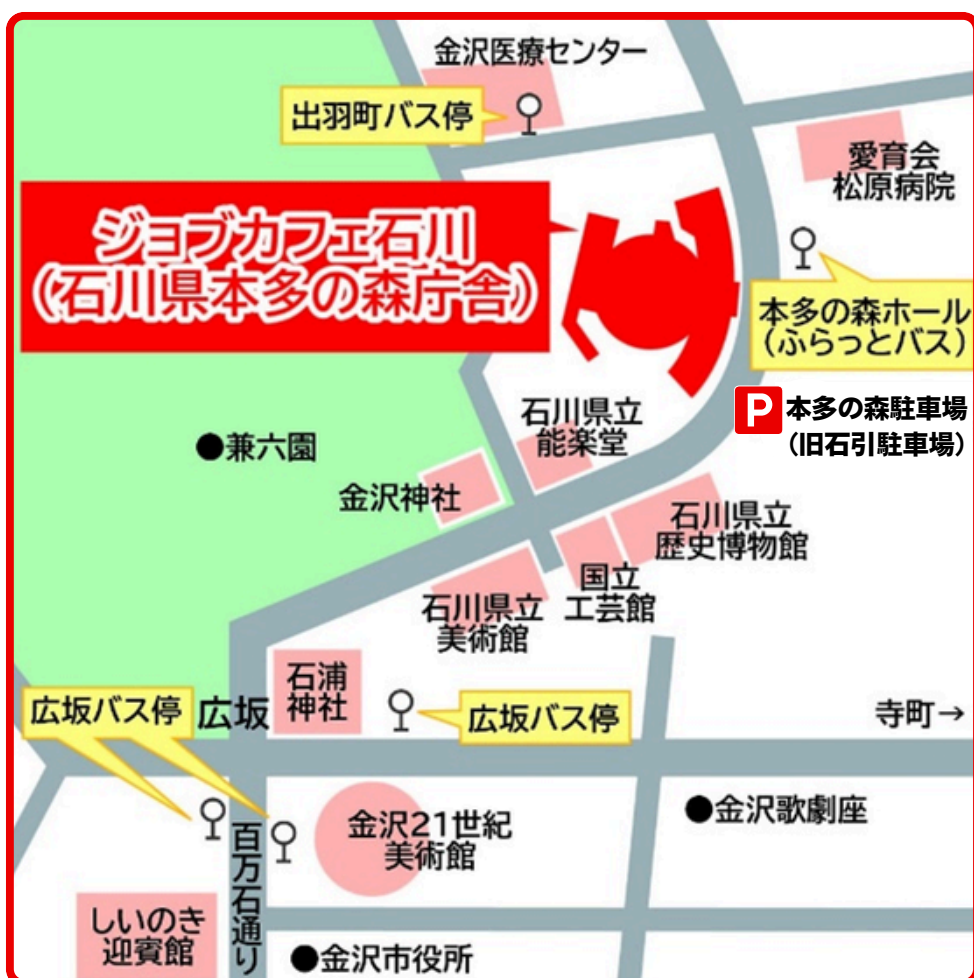 金沢医療センター
出羽町バス停
愛育会
松原病院
ジョブカフェ石川
(石川県本多の森庁舎)
本多の森ホール
(ふらっとバス)
P 本多の森駐車場
(旧石引駐車場)
石川県立
能楽堂
●兼六園
金沢神社
石川県立
歴史博物館
国立
工芸館
石川県立
美術館
石浦
神社
広坂バス停
広坂
広坂バス停
寺町→
金沢21世紀
美術館
●金沢歌劇座
百万石通り
しいのき
迎賓館
●金沢市役所